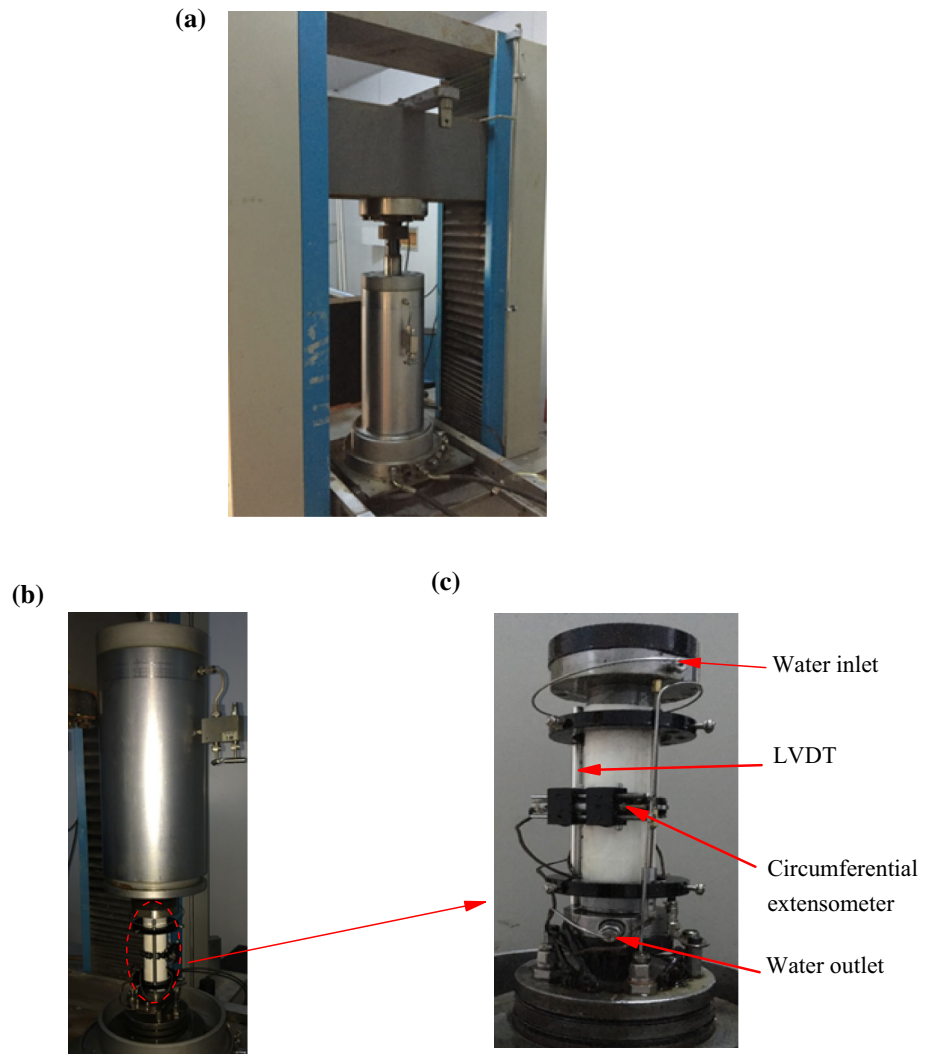 (a)
(b)
(c)
Water inlet
LVDT
Circumferential
extensometer
Water outlet